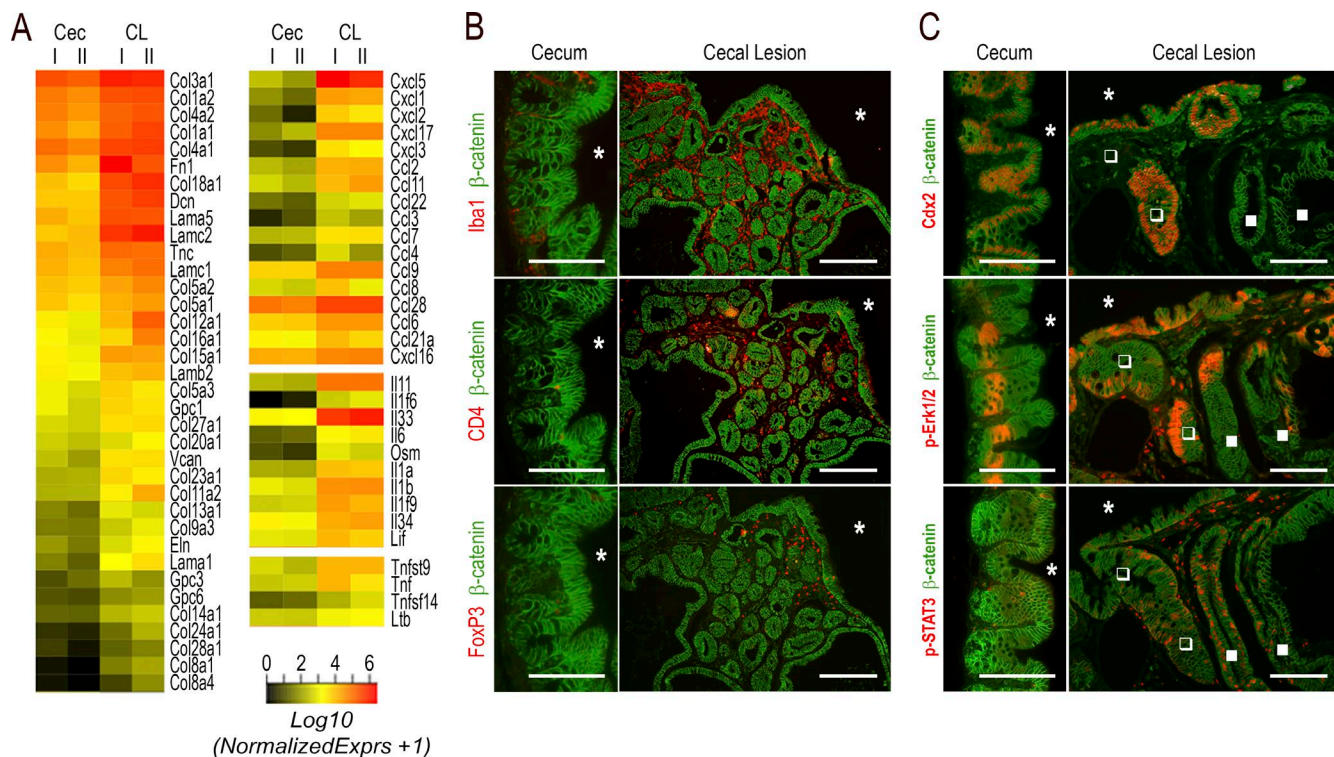 A
Cec CL
I II I II
Col3a1
Col1a2
Col4a2
Col1a1
Col4a1
Fn1
Col18a1
Dcn
Lama5
Lamc2
Tnc
Lamc1
Col5a2
Col5a1
Col12a1
Col16a1
Col15a1
Lamb2
Col5a3
Gpc1
Col27a1
Col20a1
Vcan
Col23a1
Col11a2
Col13a1
Col9a3
Eln
Lama1
Gpc3
Gpc6
Col14a1
Col24a1
Col28a1
Col8a1
Col8a4
Cec CL
I II I II
Cxcl5
Cxcl1
Cxcl2
Cxcl17
Cxcl3
Ccl2
Ccl11
Ccl22
Ccl3
Ccl7
Ccl4
Ccl9
Ccl8
Ccl28
Ccl6
Ccl21a
Cxcl16
Il11
Il1f6
Il33
Il6
Osm
Il1a
Il1b
Il1f9
Il34
Lif
Tnfst9
Tnf
Tnfsf14
Ltb
0 2 4 6
Log10
(NormalizedExprs +1)
B
Cecum Cecal Lesion
Iba1 β-catenin
* *
CD4 β-catenin
* *
FoxP3 β-catenin
* *
C
Cecum Cecal Lesion
Cdx2 β-catenin
* *
p-Erk1/2 β-catenin
* *
p-STAT3 β-catenin
* *